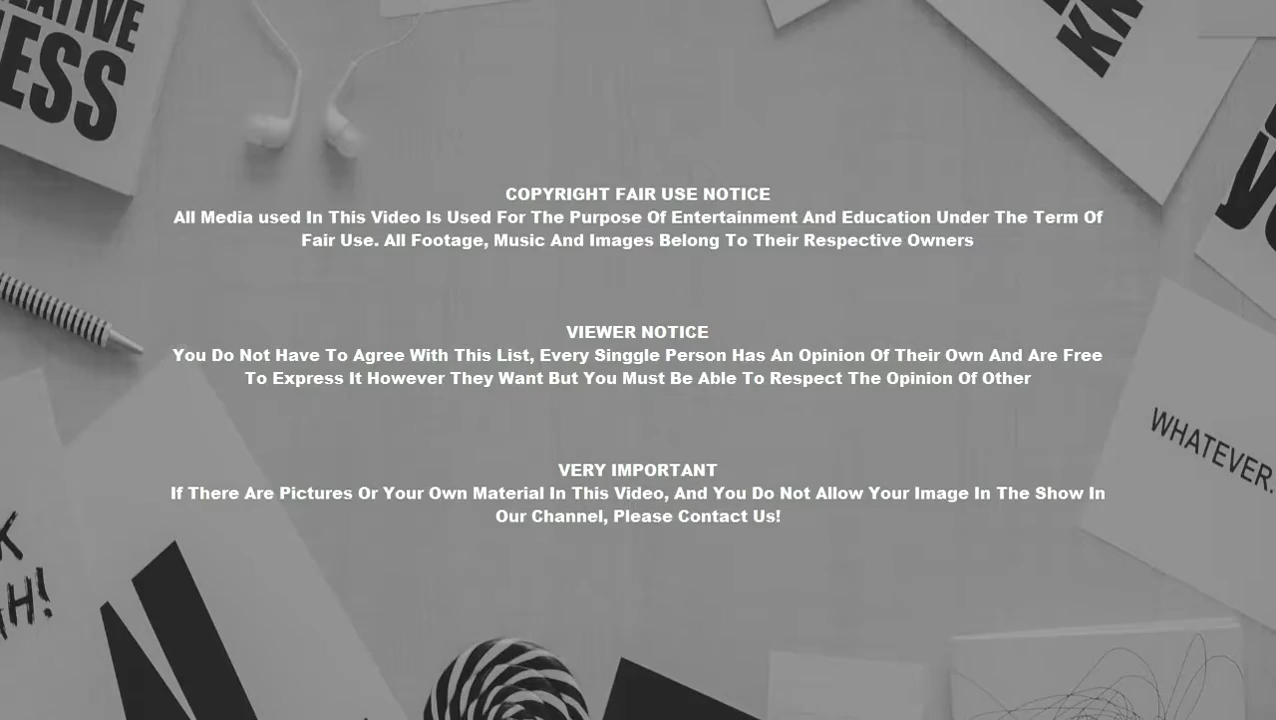 COPYRIGHT FAIR USE NOTICE
All Media used In This Video Is Used For The Purpose Of Entertainment And Education Under The Term Of
Fair Use. All Footage, Music And Images Belong To Their Respective Owners
VIEWER NOTICE
You Do Not Have To Agree With This List, Every Singgle Person Has An Opinion Of Their Own And Are Free
To Express It However They Want But You Must Be Able To Respect The Opinion Of Other
WHATEVER.
VERY IMPORTANT
If There Are Pictures Or Your Own Material In This Video, And You Do Not Allow Your Image In The Show In
Our Channel, Please Contact Us!